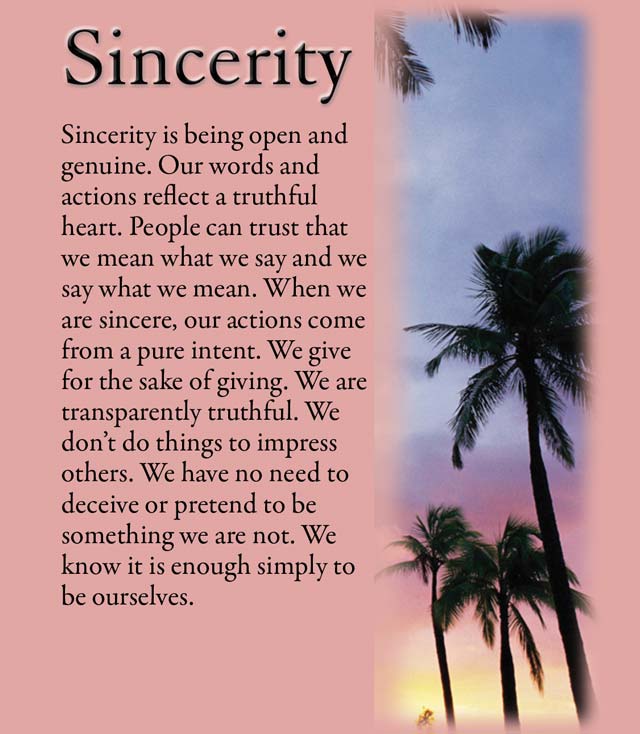 Sincerity
Sincerity is being open and
genuine. Our words and
actions reflect a truthful
heart. People can trust that
we mean what we say and we
say what we mean. When we
are sincere, our actions come
from a pure intent. We give
for the sake of giving. We are
transparently truthful. We
don’t do things to impress
others. We have no need to
deceive or pretend to be
something we are not. We
know it is enough simply to
be ourselves.